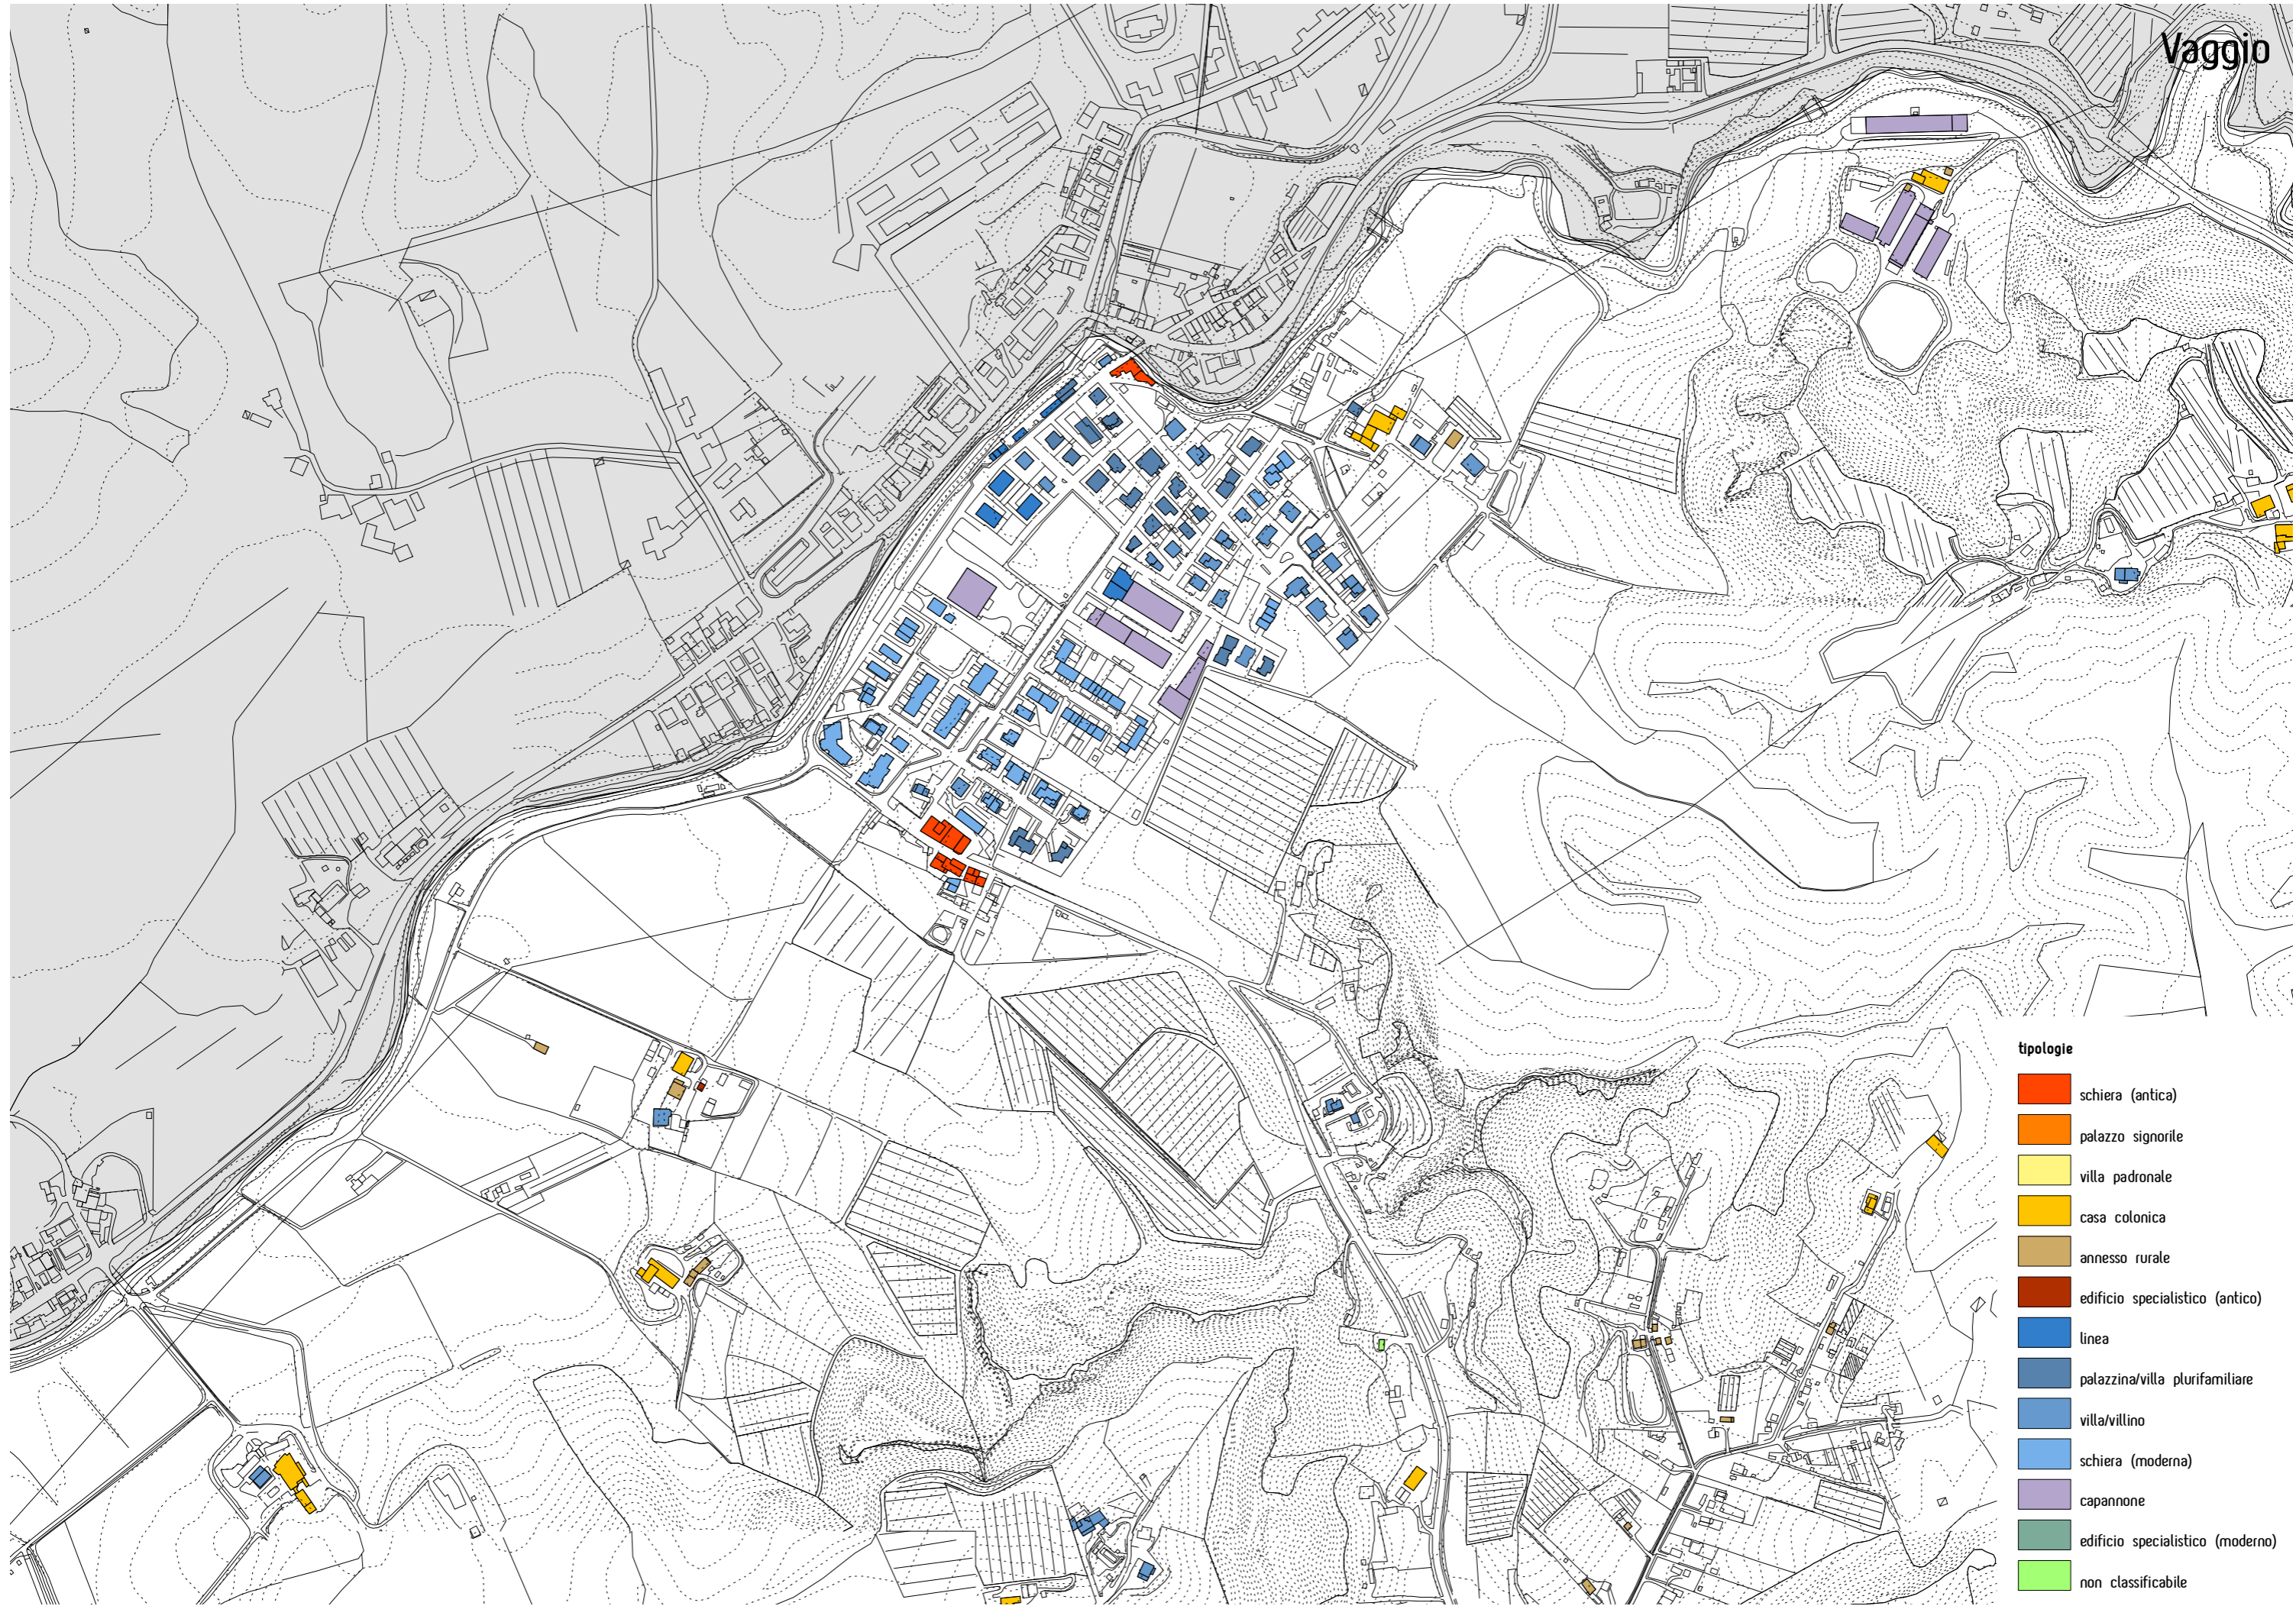 Vaggio
tipologie
schiera (antica)
palazzo signorile
villa padronale
casa colonica
annesso rurale
edificio specialistico (antico)
linea
palazzina/villa plurifamiliare
villa/villino
schiera (moderna)
capannone
edificio specialistico (moderno)
non classificabile